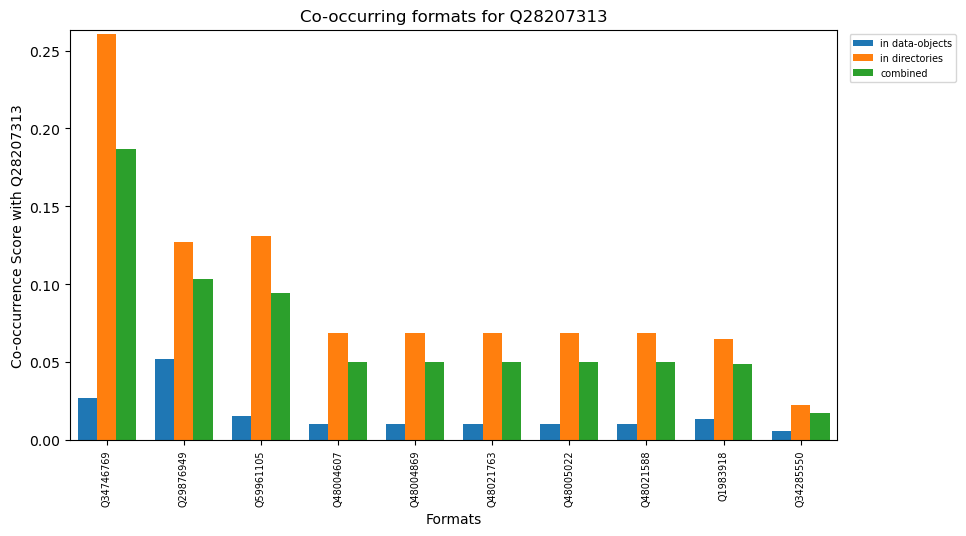 Co-occurring formats for Q28207313
in data-objects
in directories
combined
Co-occurrence Score with Q28207313
0.25
0.20
0.15
0.10
0.05
0.00
Q34746769
Q29876949
Q59961105
Q48004607
Q48004869
Q48021763
Q48005022
Q48021588
Q1983918
Q34285550
Formats